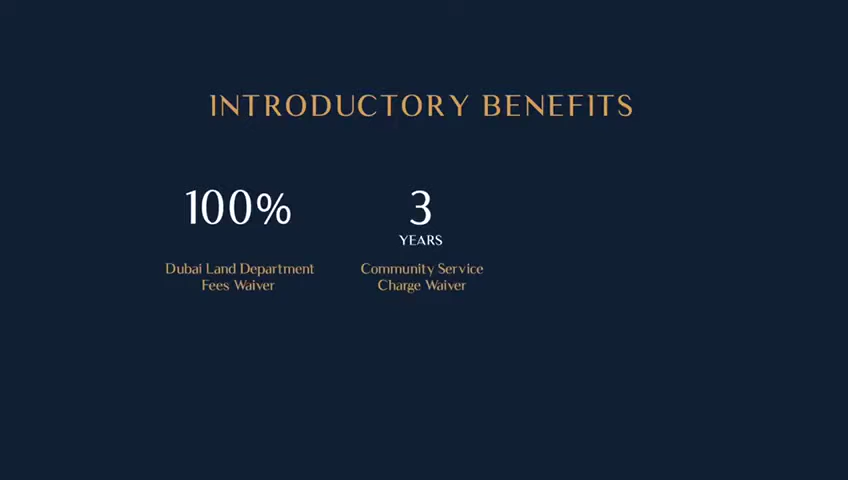 INTRODUCTORY BENEFITS
100%
Dubai Land Department
Fees Waiver
3
YEARS
Community Service
Charge Waiver